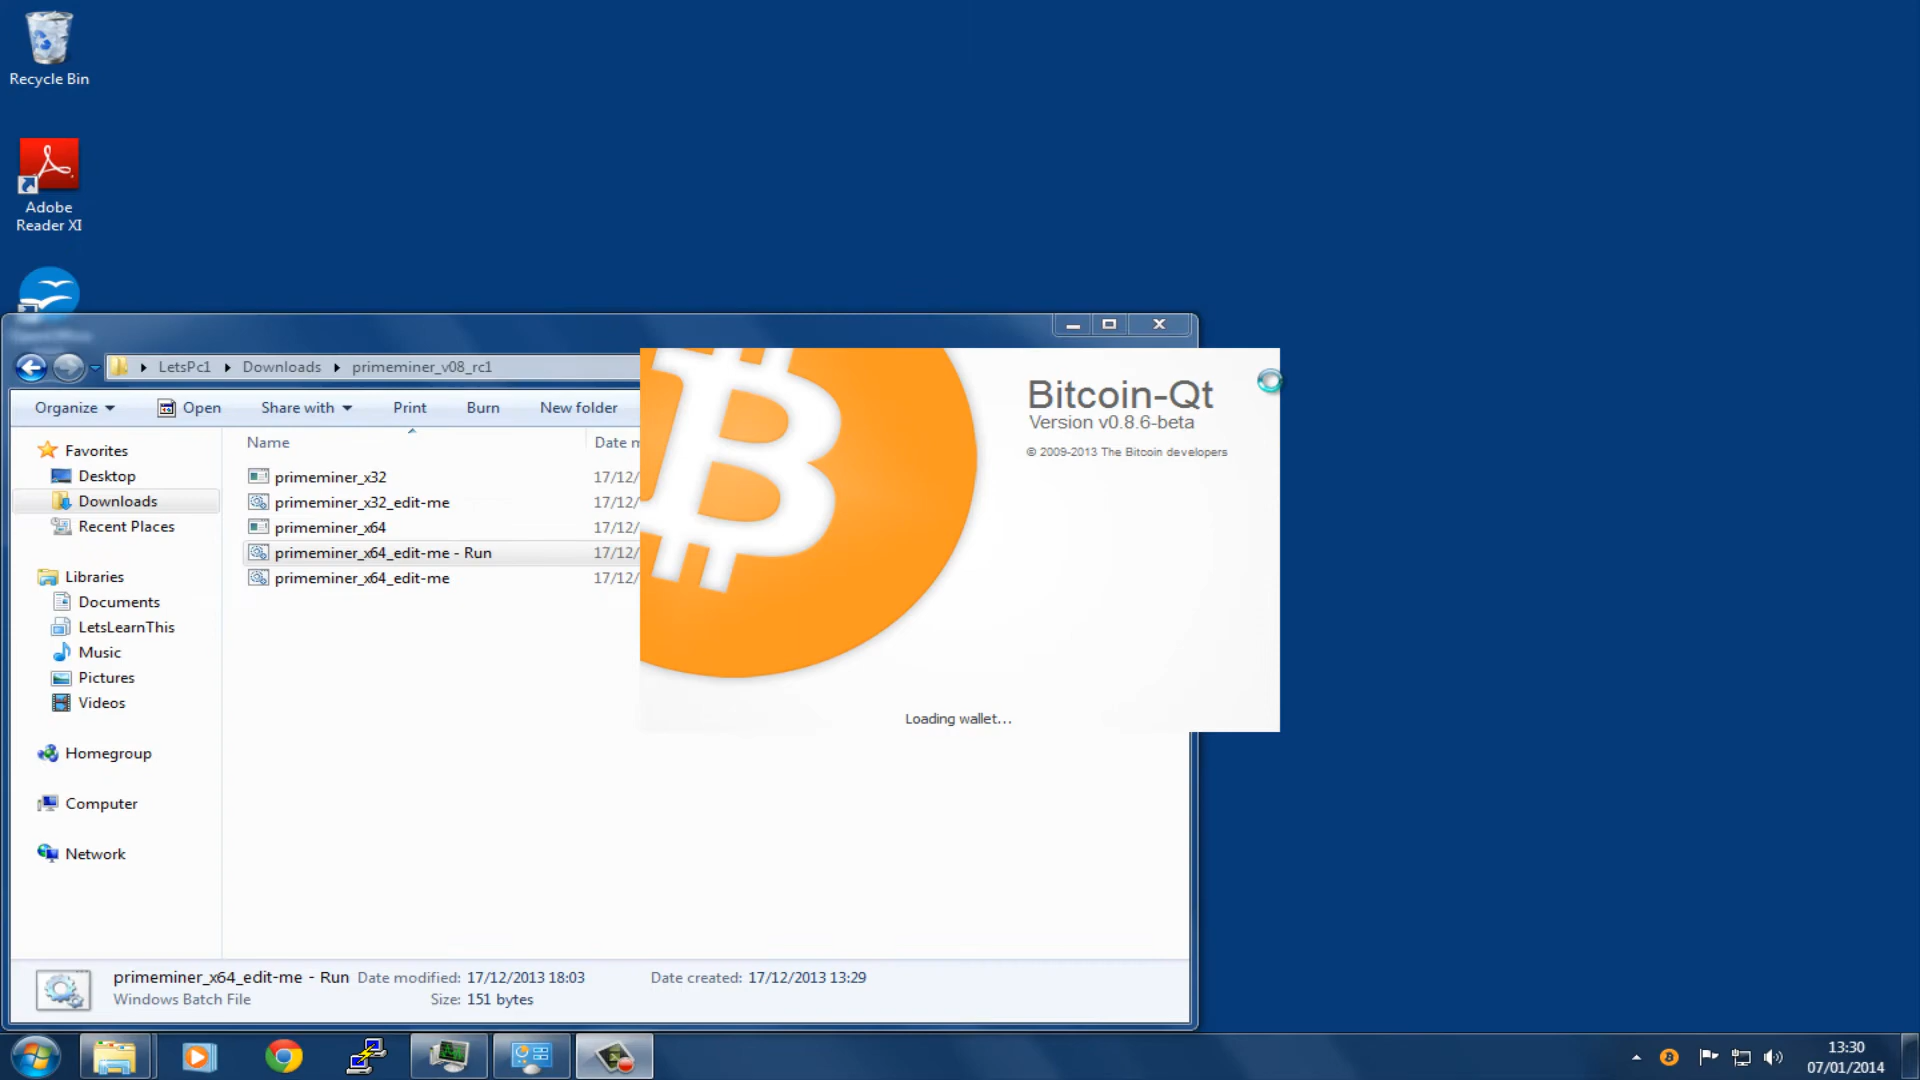 Recycle Bin
Adobe
Reader XI
LetsPc1
Downloads
primeminer_v08_rc1
Organize
Open
Share with
Print
Burn
New folder
Name
Date m
Favorites
Desktop
Downloads
Recent Places
Libraries
Documents
LetsLearnThis
Music
Pictures
Videos
Homegroup
Computer
Network
primeminer_x32 17/12/
primeminer_x32_edit-me 17/12/
primeminer_x64 17/12/
primeminer_x64_edit-me - Run 17/12/
primeminer_x64_edit-me 17/12/
Bitcoin-Qt
Version v0.8.6-beta
© 2009-2013 The Bitcoin developers
Loading wallet...
primeminer_x64_edit-me - Run Date modified: 17/12/2013 18:03 Date created: 17/12/2013 13:29
Windows Batch File Size: 151 bytes
13:30
07/01/2014